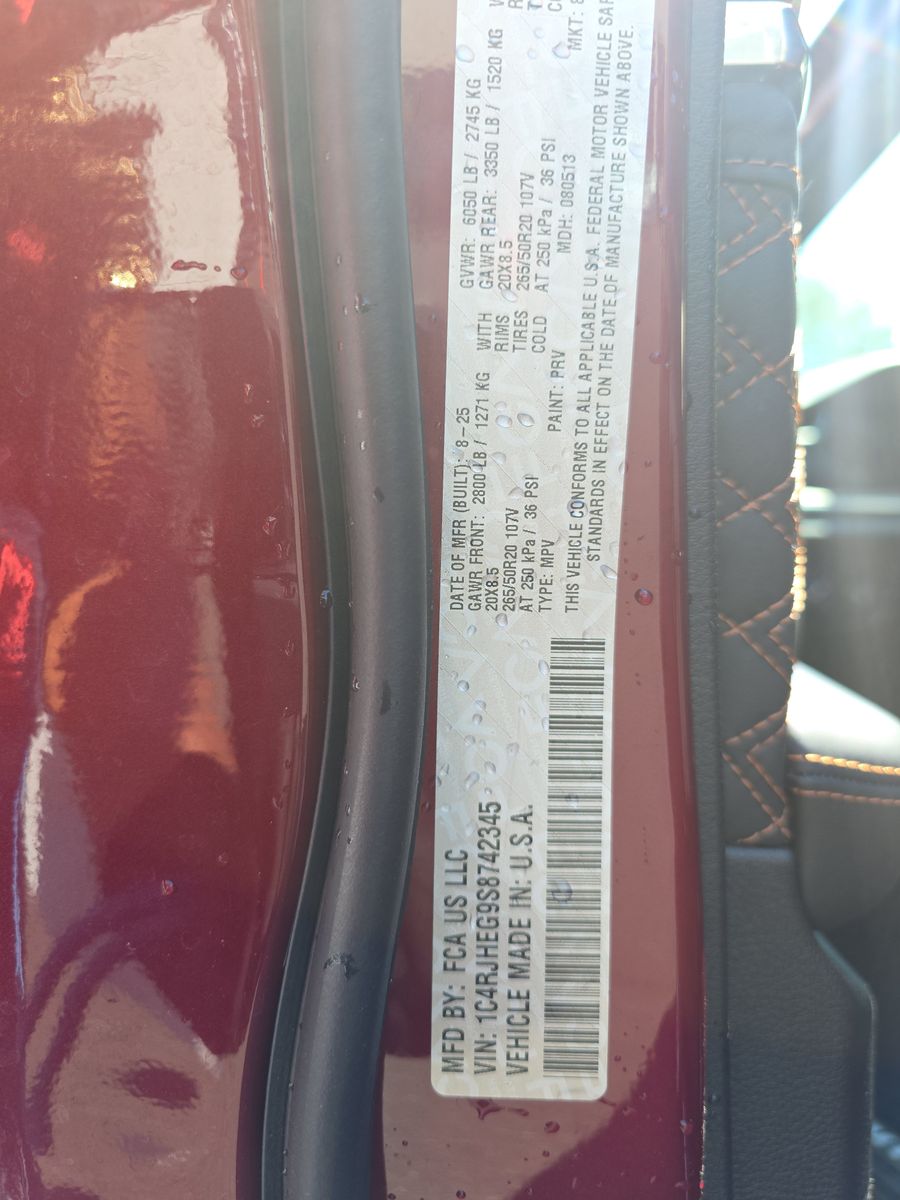 MFD BY: FCA US LLC
VIN: 1C4RJHEG9S8742345
VEHICLE MADE IN: U.S.A.
DATE OF MFR (BUILT): 8-25 GVWR: 6050 LB / 2745 KG
GAWR FRONT: 2800 LB / 1271 KG WITH GAWR REAR: 3350 LB / 1520 KG
20X8.5 RIMS 20X8.5
265/50R20 107V TIRES 265/50R20 107V
AT 250 kPa / 36 PSI COLD AT 250 kPa / 36 PSI
TYPE: MPV PAINT: PRV MDH: 080513 MKT:
THIS VEHICLE CONFORMS TO ALL APPLICABLE U.S.A. FEDERAL MOTOR VEHICLE
STANDARDS IN EFFECT ON THE DATE OF MANUFACTURE SHOWN ABOVE.